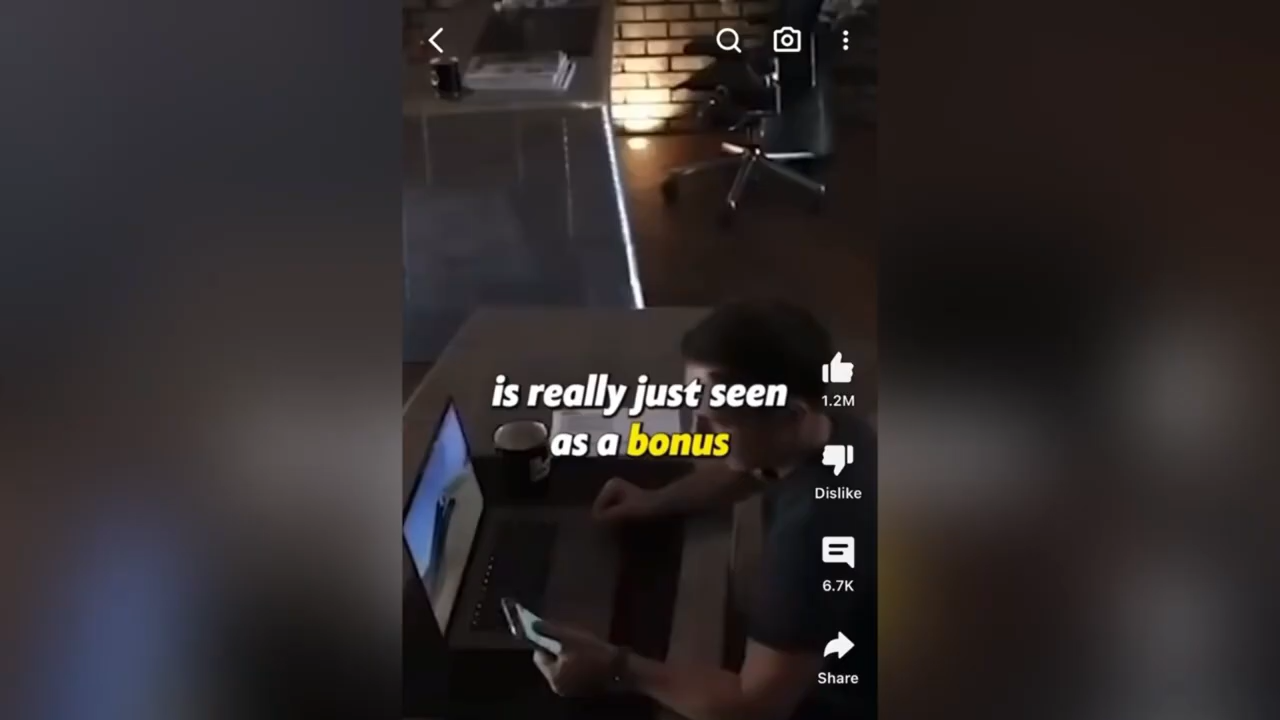 is really just seen
as a bonus
1.2M
Dislike
6.7K
Share